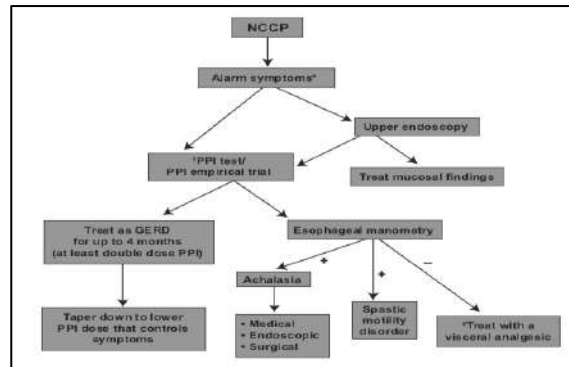 NCCP
Alarm symptoms*
Upper endoscopy
†PPI test/
PPI empirical trial
Treat mucosal findings
Treat as GERD
for up to 4 months
(at least double dose PPI)
Esophageal manometry
+
+
–
Achalasia
Taper down to lower
PPI dose that controls
symptoms
• Medical
• Endoscopic
• Surgical
Spastic
motility
disorder
Treat with a
visceral analgesic